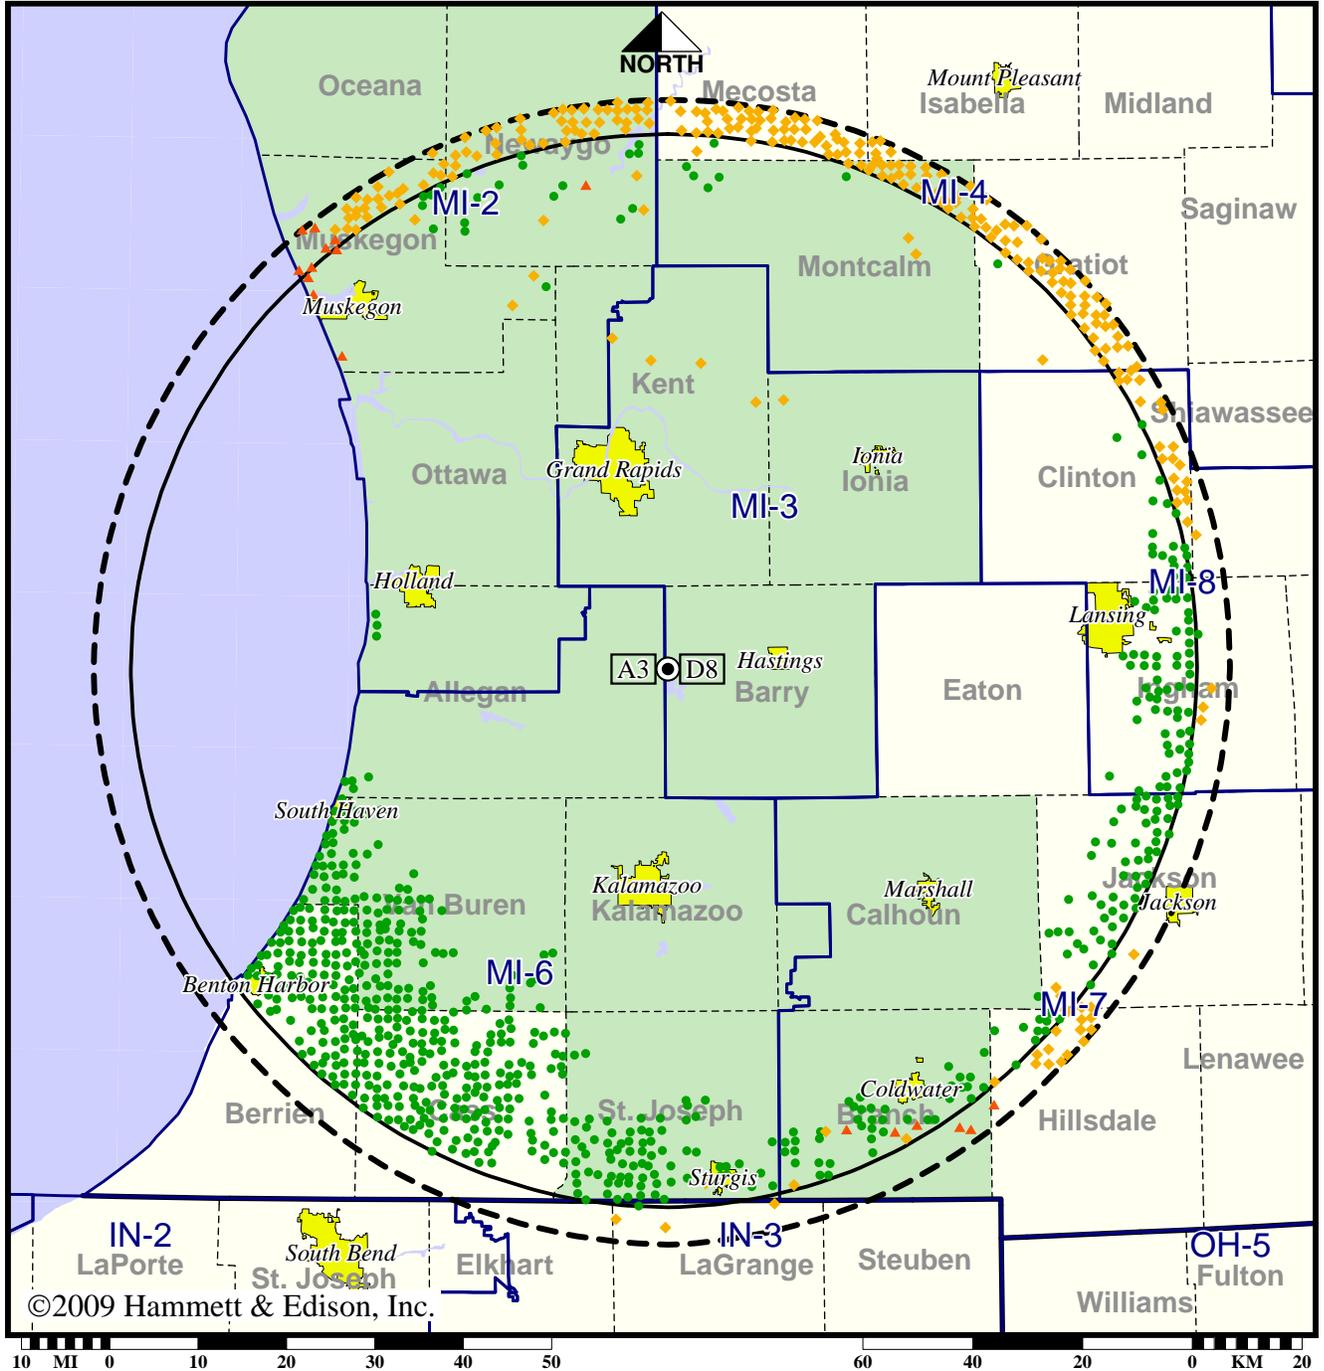 NORTH
Oceana
Mecosta
Mount Pleasant
Isabella
Midland
Newaygo
MI-2
MI-4
Saginaw
Muskegon
Montcalm
Gratiot
Muskegon
Kent
Shiawassee
Grand Rapids
Ottawa
Ionia
Ionia
Clinton
MI-3
Holland
MI-8
Lansing
A3
D8
Hastings
Allegan
Barry
Eaton
Ingham
South Haven
Kalamazoo
Marshall
Jackson
Van Buren
Kalamazoo
Calhoun
Jackson
MI-6
Benton Harbor
MI-7
Lenawee
Coldwater
Berrien
Cass
St. Joseph
Branch
Hillsdale
Sturgis
IN-2
IN-3
OH-5
South Bend
LaPorte
St. Joseph
Elkhart
LaGrange
Steuben
Fulton
Williams
©2009 Hammett & Edison, Inc.
10 MI 0 10 20 30 40 50 60 40 20 0 KM 20